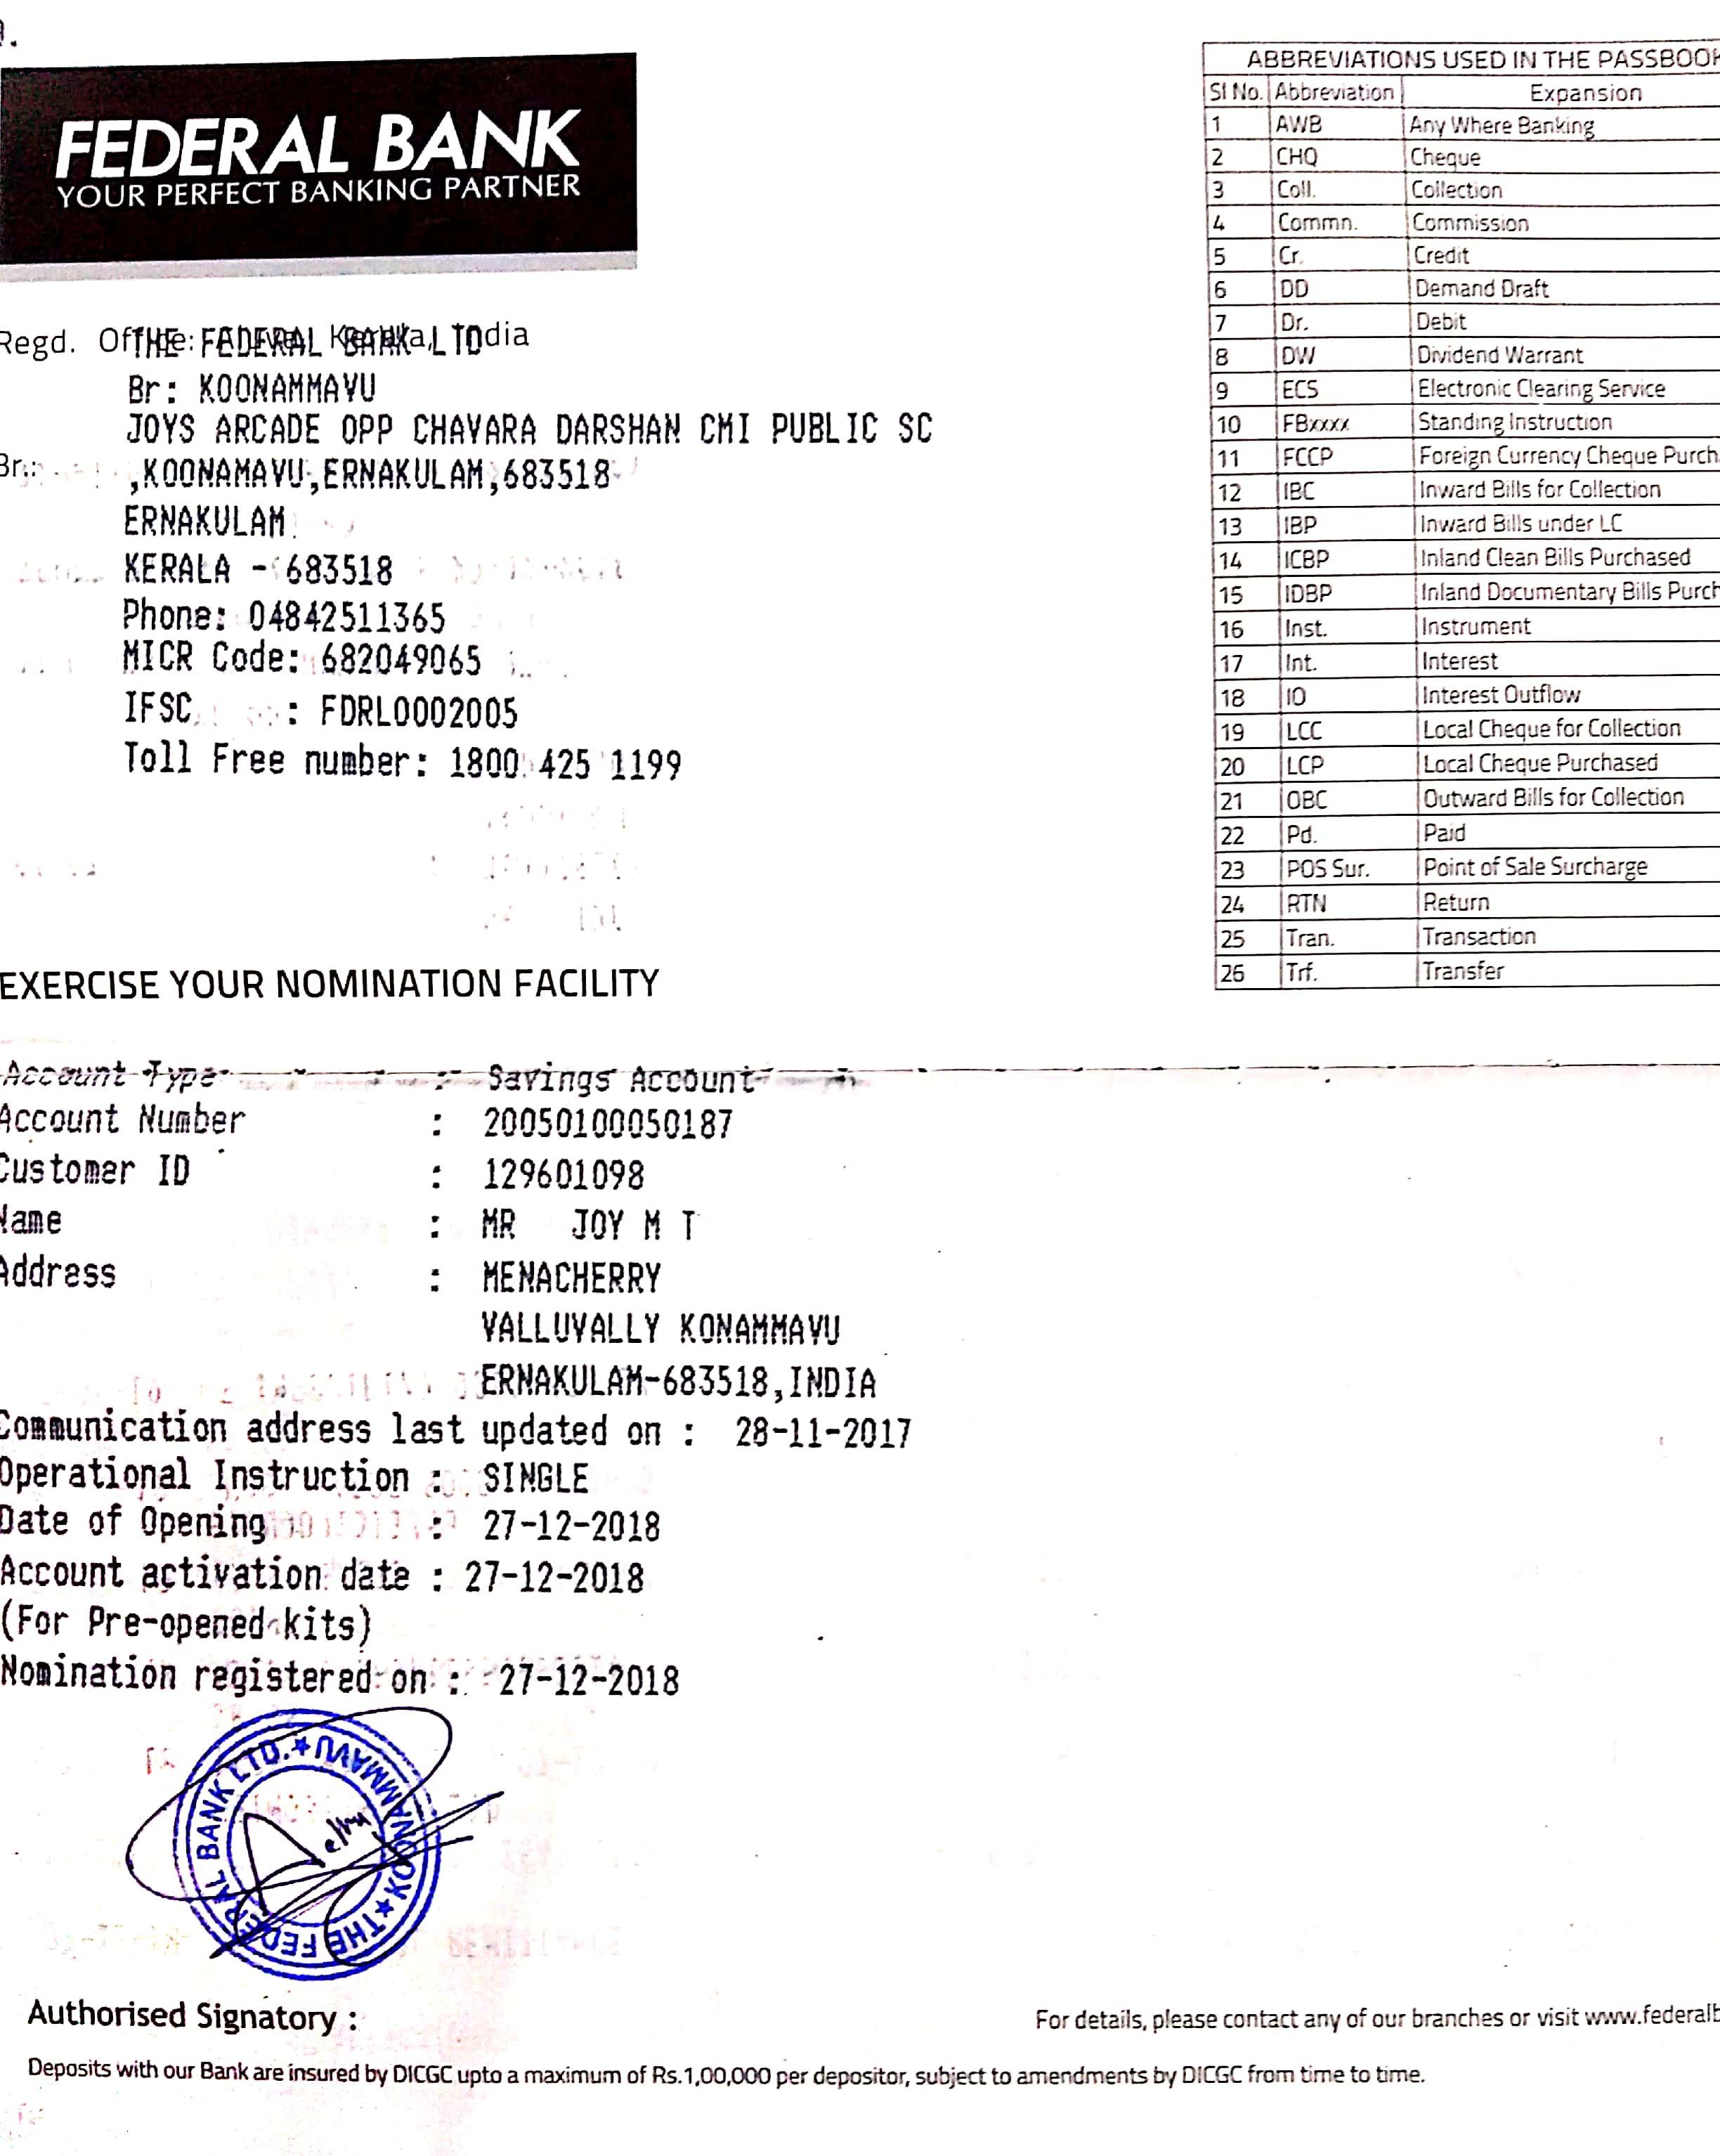 FEDERAL BANK
YOUR PERFECT BANKING PARTNER
Regd. Office: Kerala, India
THE FEDERAL BANK LTD
Br: KOONAMMAVU
JOYS ARCADE OPP CHAVARA DARSHAN CMI PUBLIC SC
Br.:
,KOONAMAVU,ERNAKULAM,683518
ERNAKULAM
KERALA - 683518
Phone: 04842511365
MICR Code: 682049065
IFSC : FDRL0002005
Toll Free number: 1800 425 1199
EXERCISE YOUR NOMINATION FACILITY
ABBREVIATIONS USED IN THE PASSBOOK
Sl No. Abbreviation Expansion
1 AWB Any Where Banking
2 CHQ Cheque
3 Coll. Collection
4 Commn. Commission
5 Cr. Credit
6 DD Demand Draft
7 Dr. Debit
8 DW Dividend Warrant
9 ECS Electronic Clearing Service
10 FBxxxx Standing Instruction
11 FCCP Foreign Currency Cheque Purch
12 IBC Inward Bills for Collection
13 IBP Inward Bills under LC
14 ICBP Inland Clean Bills Purchased
15 IDBP Inland Documentary Bills Purch
16 Inst. Instrument
17 Int. Interest
18 IO Interest Outflow
19 LCC Local Cheque for Collection
20 LCP Local Cheque Purchased
21 OBC Outward Bills for Collection
22 Pd. Paid
23 POS Sur. Point of Sale Surcharge
24 RTN Return
25 Tran. Transaction
26 Trf. Transfer
Account Type : Savings Account
Account Number : 20050100050187
Customer ID : 129601098
Name : MR JOY M T
Address : MENACHERRY
VALLUVALLY KONAMMAVU
ERNAKULAM-683518,INDIA
Communication address last updated on : 28-11-2017
Operational Instruction : SINGLE
Date of Opening : 27-12-2018
Account activation date : 27-12-2018
(For Pre-opened kits)
Nomination registered on : 27-12-2018
THE FEDERAL BANK LTD. ★ KOONAMMAVU ★
Authorised Signatory :
For details, please contact any of our branches or visit www.federalb
Deposits with our Bank are insured by DICGC upto a maximum of Rs.1,00,000 per depositor, subject to amendments by DICGC from time to time.